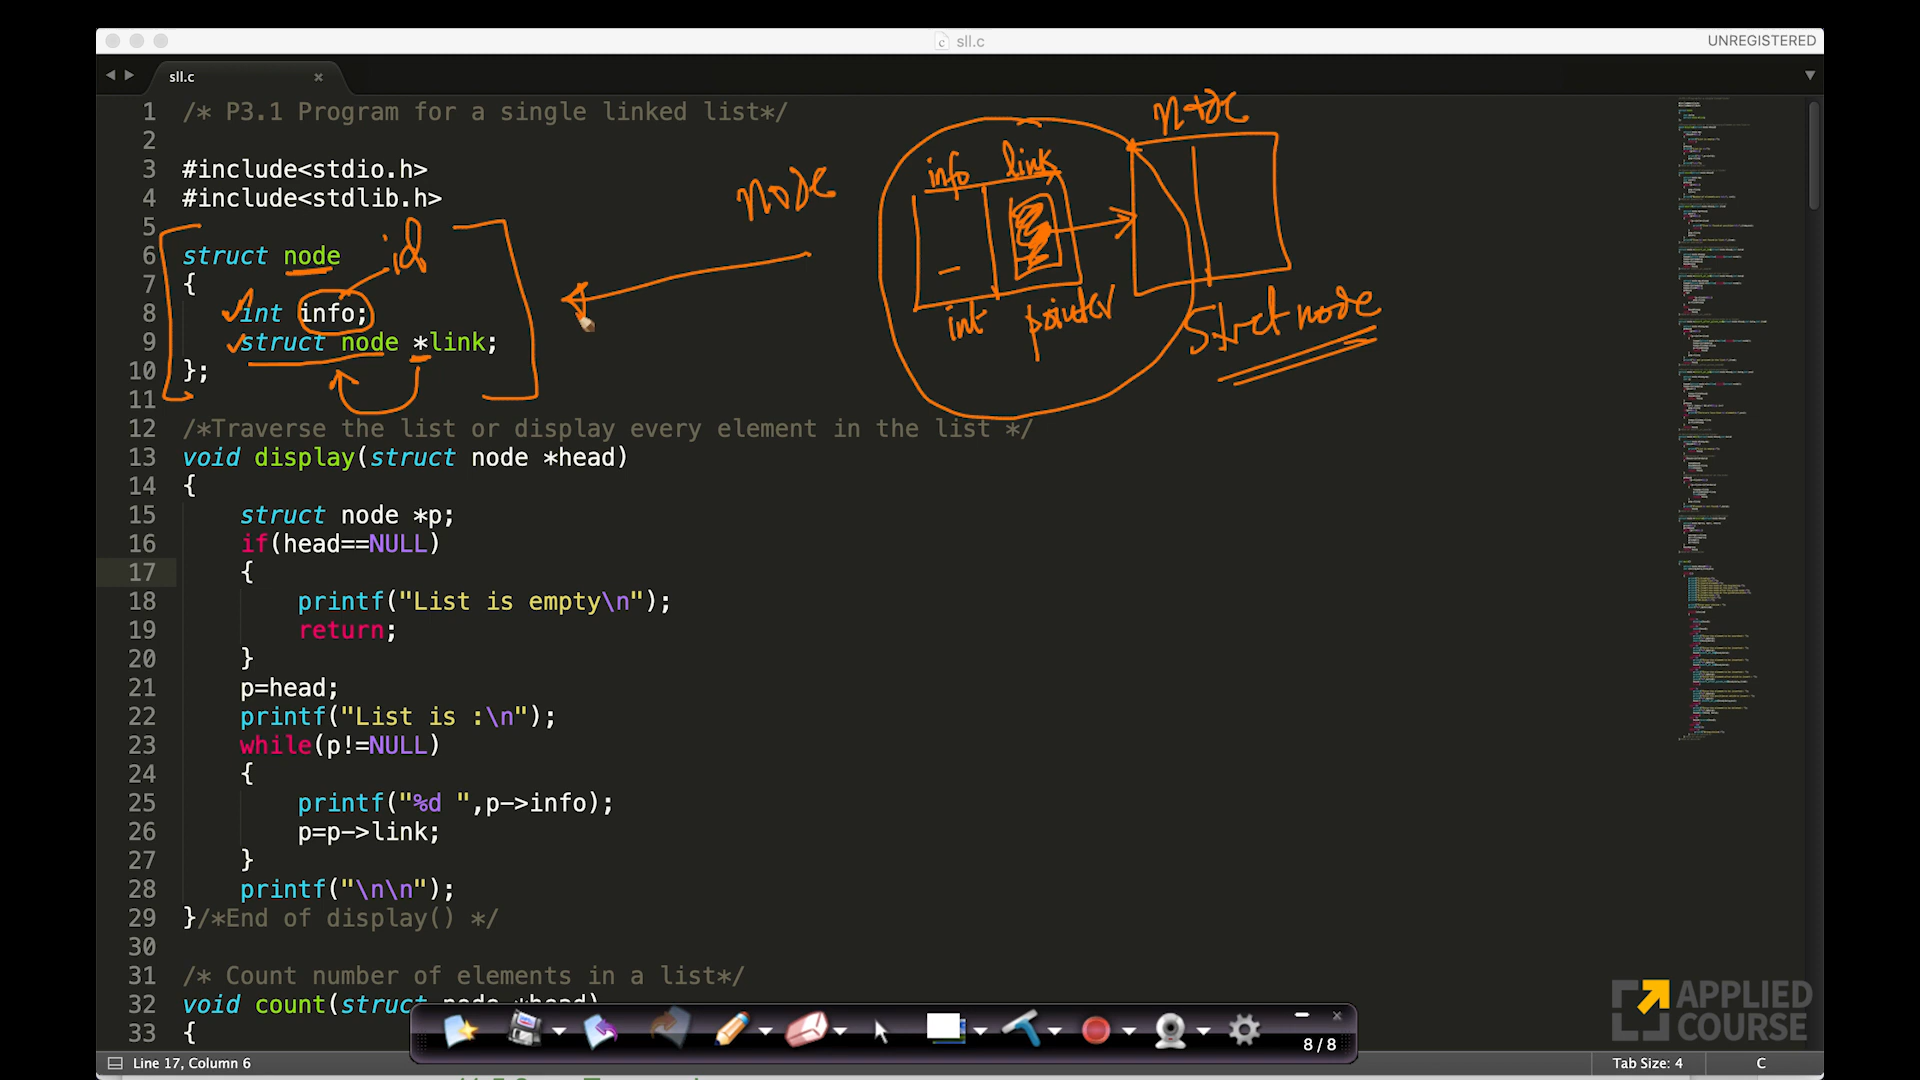 sll.c
UNREGISTERED
sll.c
1 /* P3.1 Program for a single linked list*/
2
3 #include<stdio.h>
4 #include<stdlib.h>
5
6 struct node
7 {
8 int info;
9 struct node *link;
10 };
11
12 /*Traverse the list or display every element in the list */
13 void display(struct node *head)
14 {
15 struct node *p;
16 if(head==NULL)
17 {
18 printf("List is empty\n");
19 return;
20 }
21 p=head;
22 printf("List is :\n");
23 while(p!=NULL)
24 {
25 printf("%d ",p->info);
26 p=p->link;
27 }
28 printf("\n\n");
29 }/*End of display() */
30
31 /* Count number of elements in a list*/
32 void count(struct node *head)
33 {
id
node
info link
int pointer
node
struct node
8/8
APPLIED
COURSE
Line 17, Column 6
Tab Size: 4
C